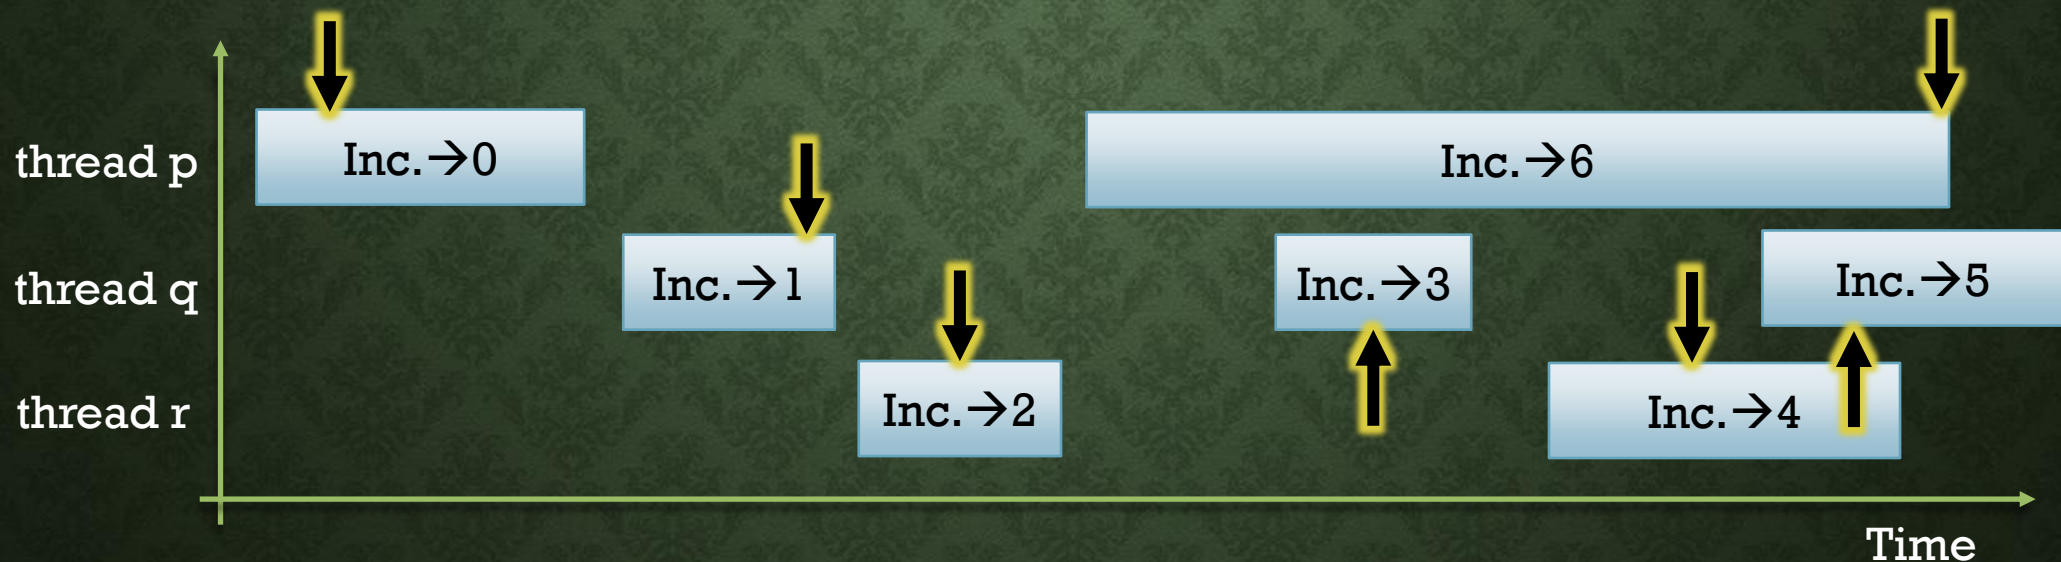 thread p Inc.→0 Inc.→6
thread q Inc.→1 Inc.→3 Inc.→5
thread r Inc.→2 Inc.→4
Time